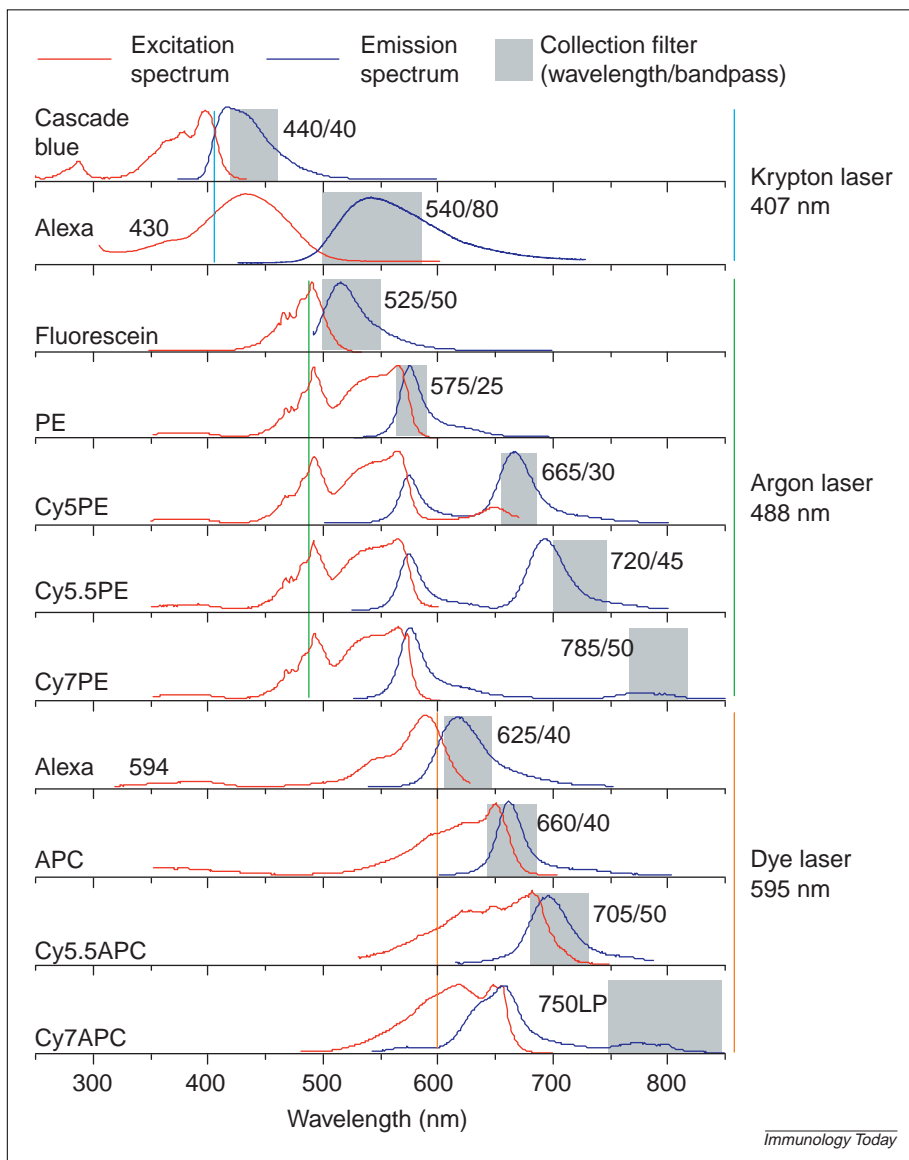 Excitation spectrum
Emission spectrum
Collection filter (wavelength/bandpass)
Cascade blue
440/40
Alexa 430
540/80
Krypton laser
407 nm
Fluorescein
525/50
PE
575/25
Cy5PE
665/30
Cy5.5PE
720/45
Cy7PE
785/50
Argon laser
488 nm
Alexa 594
625/40
APC
660/40
Cy5.5APC
705/50
Cy7APC
750LP
Dye laser
595 nm
300 400 500 600 700 800
Wavelength (nm)
Immunology Today